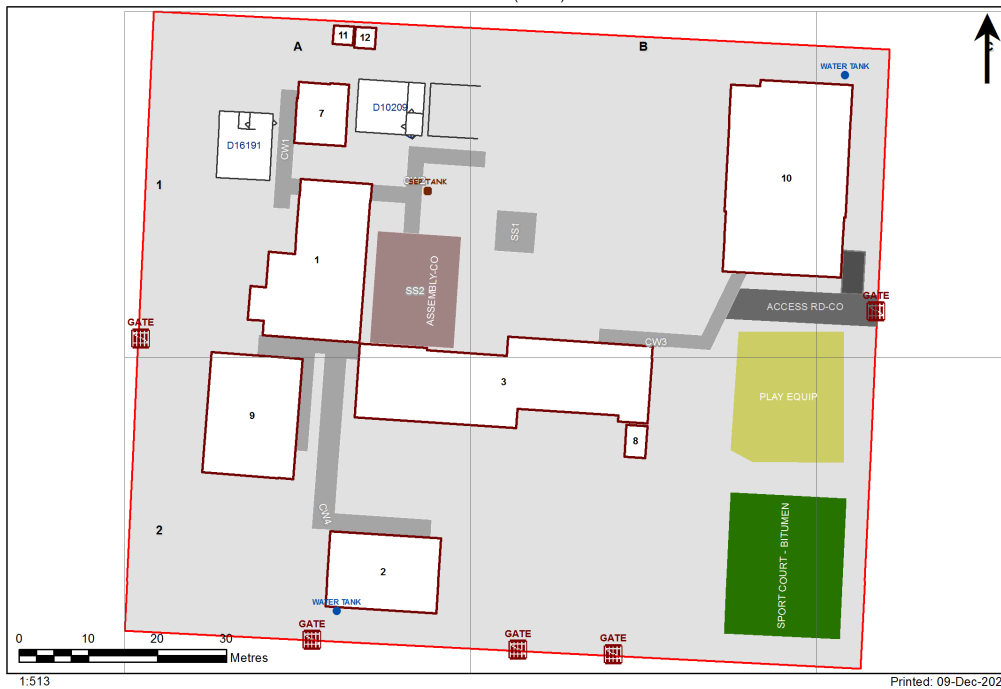 11
12
A
B
C
WATER TANK
7
D10209
D16191
CW1
1
10
SEP TANK
SS1
1
SS2
ASSEMBLY-CO
GATE
GATE
ACCESS RD-CO
CW3
3
PLAY EQUIP
9
8
CW4
2
SPORT COURT - BITUMEN
2
WATER TANK
GATE
GATE
GATE
0 10 20 30
Metres
1:513
Printed: 09-Dec-202